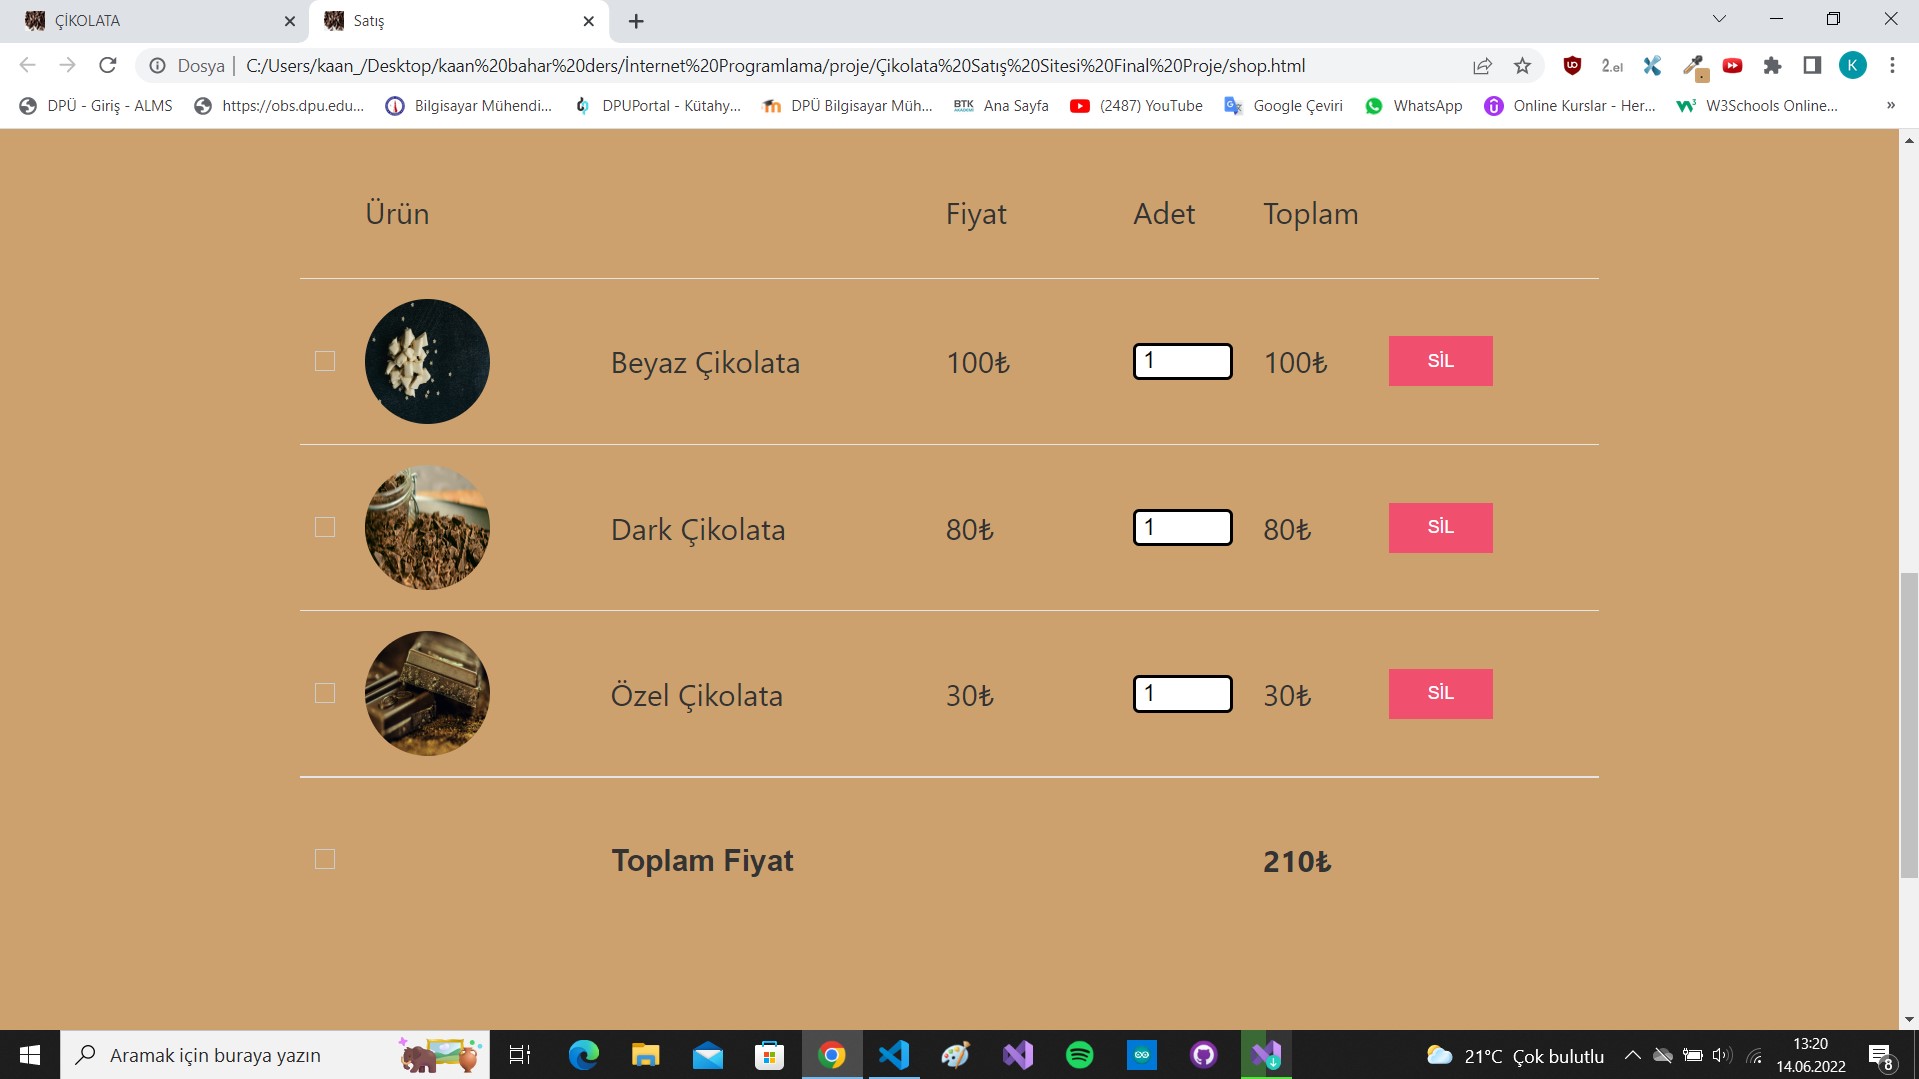 ÇİKOLATA
Satış
Dosya | C:/Users/kaan_/Desktop/kaan%20bahar%20ders/İnternet%20Programlama/proje/Çikolata%20Satış%20Sitesi%20Final%20Proje/shop.html
2.el
K
DPÜ - Giriş - ALMS
https://obs.dpu.edu...
Bilgisayar Mühendi...
DPUPortal - Kütahy...
DPÜ Bilgisayar Müh...
BTK Ana Sayfa
(2487) YouTube
Google Çeviri
WhatsApp
Online Kurslar - Her...
W3Schools Online...
»
Ürün Fiyat Adet Toplam
Beyaz Çikolata 100₺ 1 100₺ SİL
Dark Çikolata 80₺ 1 80₺ SİL
Özel Çikolata 30₺ 1 30₺ SİL
Toplam Fiyat 210₺
Aramak için buraya yazın
21°C Çok bulutlu
13:20
14.06.2022
8